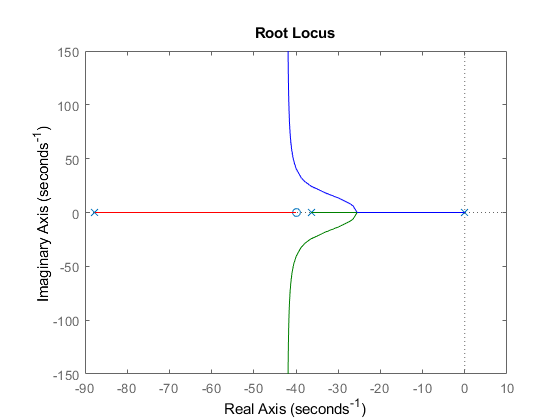 Root Locus
Imaginary Axis (seconds⁻¹)
150
100
50
0
-50
-100
-150
-90 -80 -70 -60 -50 -40 -30 -20 -10 0 10
Real Axis (seconds⁻¹)